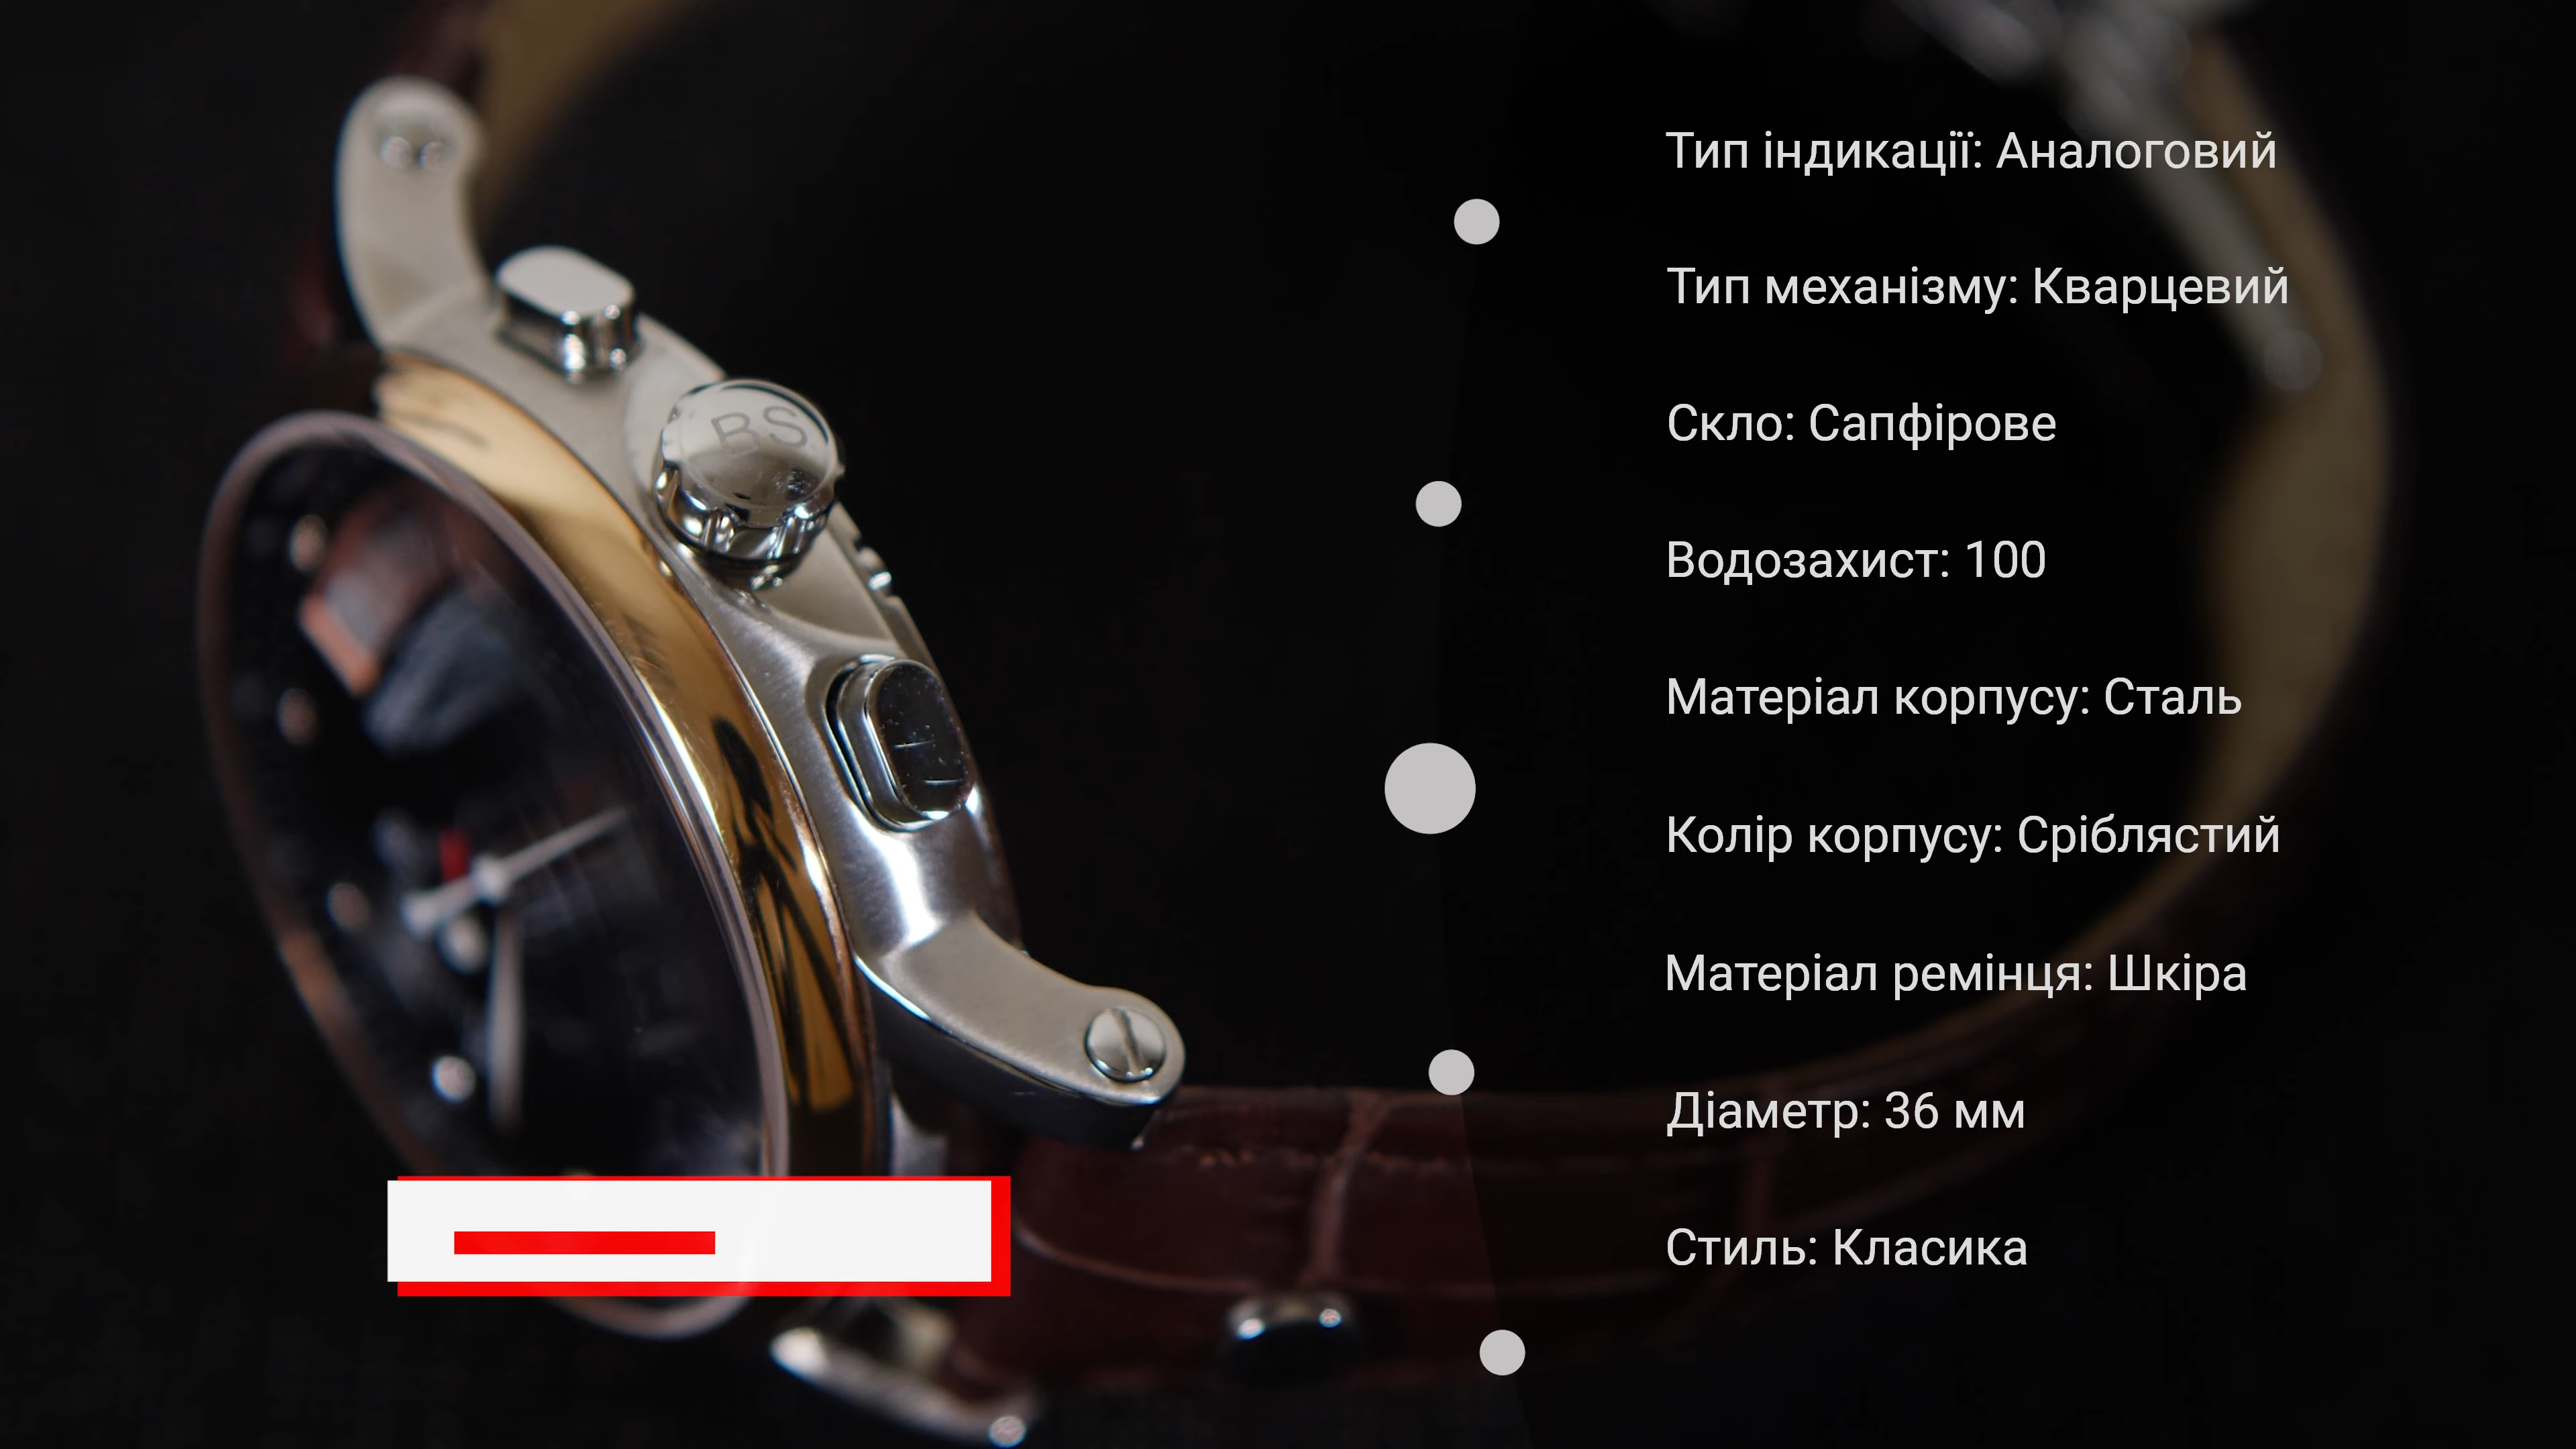 BS
Тип індикації: Аналоговий
Тип механізму: Кварцевий
Скло: Сапфірове
Водозахист: 100
Матеріал корпусу: Сталь
Колір корпусу: Сріблястий
Матеріал ремінця: Шкіра
Діаметр: 36 мм
Стиль: Класика